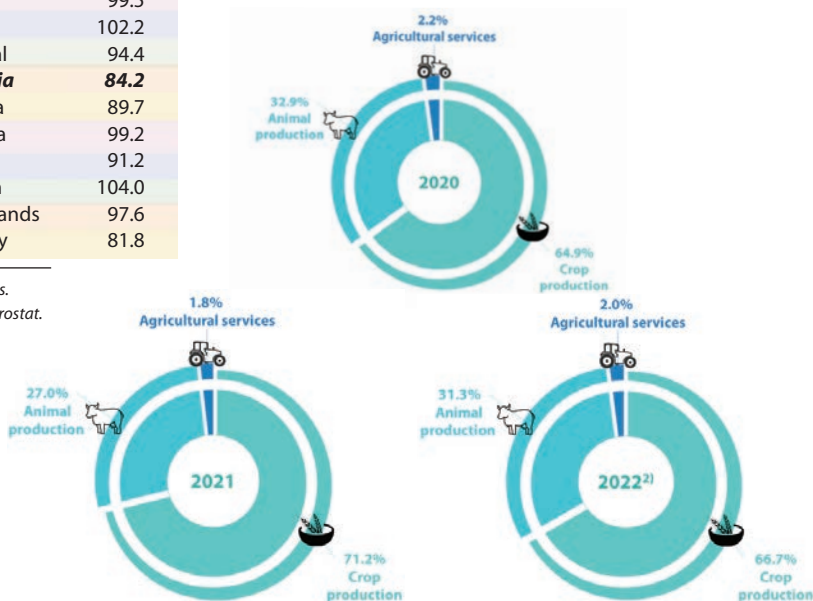 99.5
102.2
94.4
84.2
89.7
99.2
91.2
104.0
ands 97.6
81.8
s.
rostat.
2.2%
Agricultural services
32.9%
Animal
production
2020
64.9%
Crop
production
1.8%
Agricultural services
27.0%
Animal
production
2021
71.2%
Crop
production
2.0%
Agricultural services
31.3%
Animal
production
2022²⁾
66.7%
Crop
production